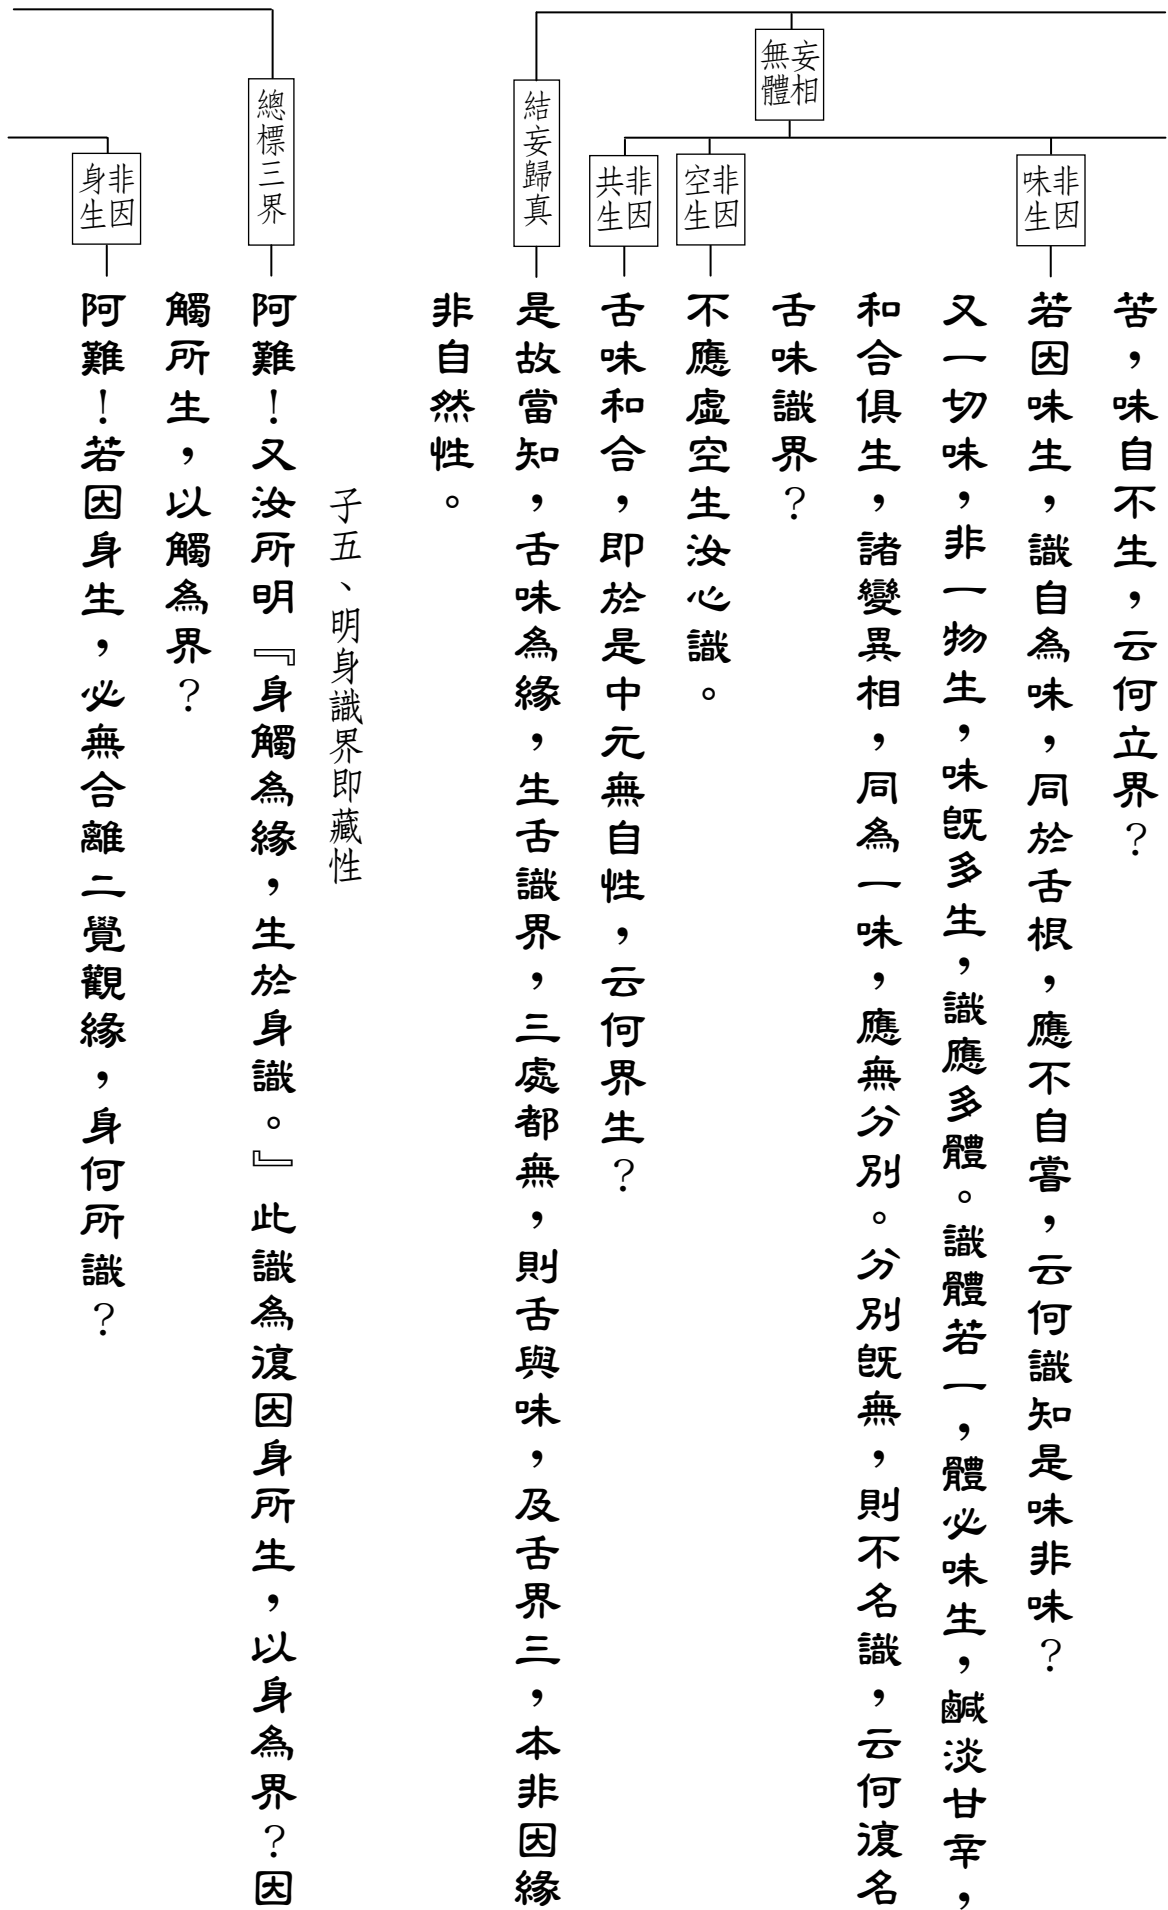 妄相
無體
非因
味生
非因
空生
非因
共生
結妄歸真
總標三界
非因
身生
苦，味自不生，云何立界？
若因味生，識自為味，同於舌根，應不自嘗，云何識知是味非味？
又一切味，非一物生，味既多生，識應多體。識體若一，體必味生，鹹淡甘辛，
和合俱生，諸變異相，同為一味，應無分別。分別既無，則不名識，云何復名
舌味識界？
不應虛空生汝心識。
舌味和合，即於是中元無自性，云何界生？
是故當知，舌味為緣，生舌識界，三處都無，則舌與味，及舌界三，本非因緣
非自然性。
子五、明身識界即藏性
阿難！又汝所明『身觸為緣，生於身識。』此識為復因身所生，以身為界？因
觸所生，以觸為界？
阿難！若因身生，必無合離二覺觀緣，身何所識？